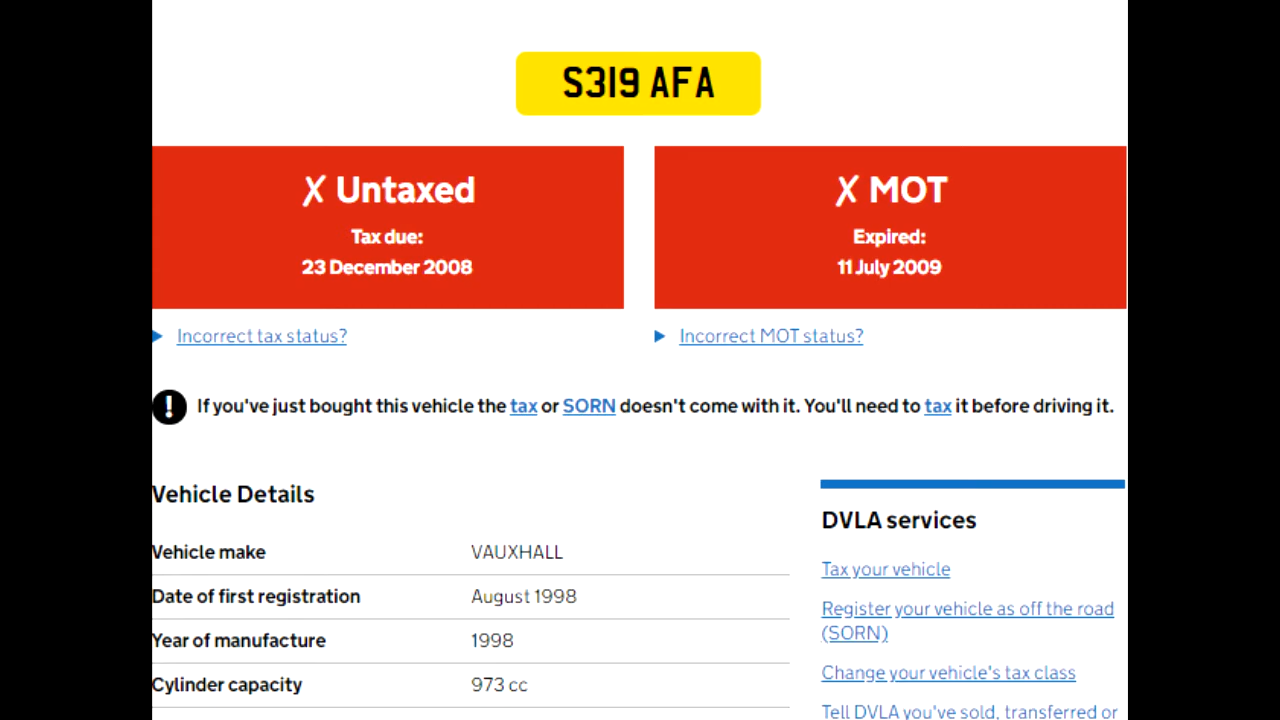 S319 AFA
✗ Untaxed
Tax due:
23 December 2008
✗ MOT
Expired:
11 July 2009
Incorrect tax status?
Incorrect MOT status?
If you've just bought this vehicle the tax or SORN doesn't come with it. You'll need to tax it before driving it.
Vehicle Details
Vehicle make VAUXHALL
Date of first registration August 1998
Year of manufacture 1998
Cylinder capacity 973 cc
DVLA services
Tax your vehicle
Register your vehicle as off the road
(SORN)
Change your vehicle's tax class
Tell DVLA you've sold, transferred or